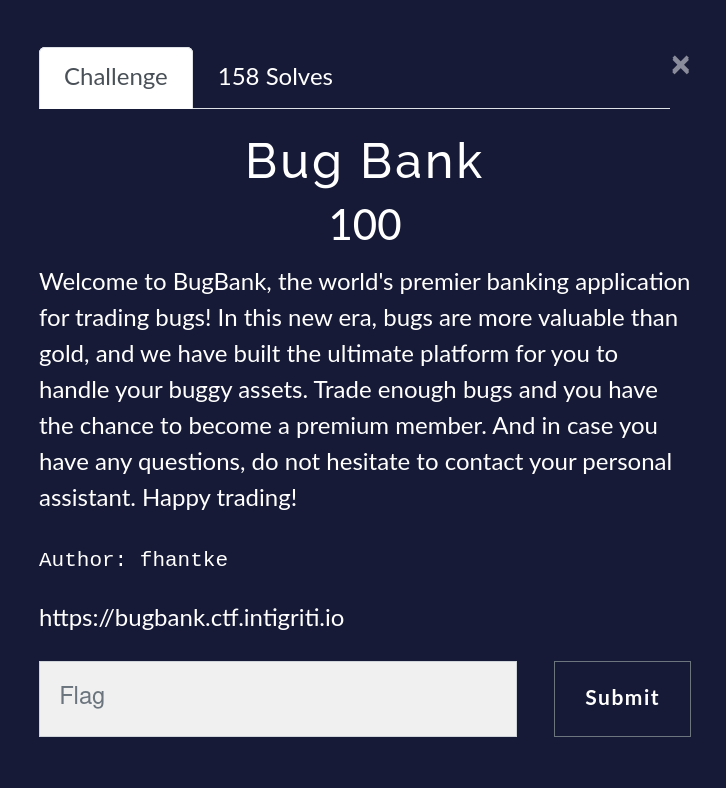 Challenge
158 Solves
×
Bug Bank
100
Welcome to BugBank, the world's premier banking application
for trading bugs! In this new era, bugs are more valuable than
gold, and we have built the ultimate platform for you to
handle your buggy assets. Trade enough bugs and you have
the chance to become a premium member. And in case you
have any questions, do not hesitate to contact your personal
assistant. Happy trading!
Author: fhantke
https://bugbank.ctf.intigriti.io
Flag
Submit